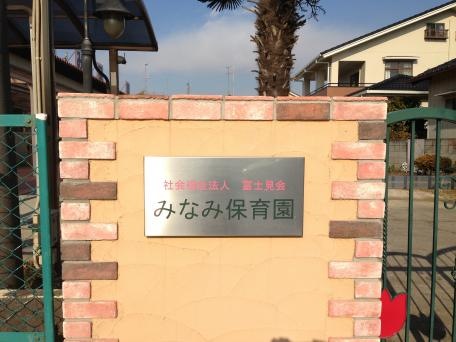 社会福祉法人　富士見会
みなみ保育園